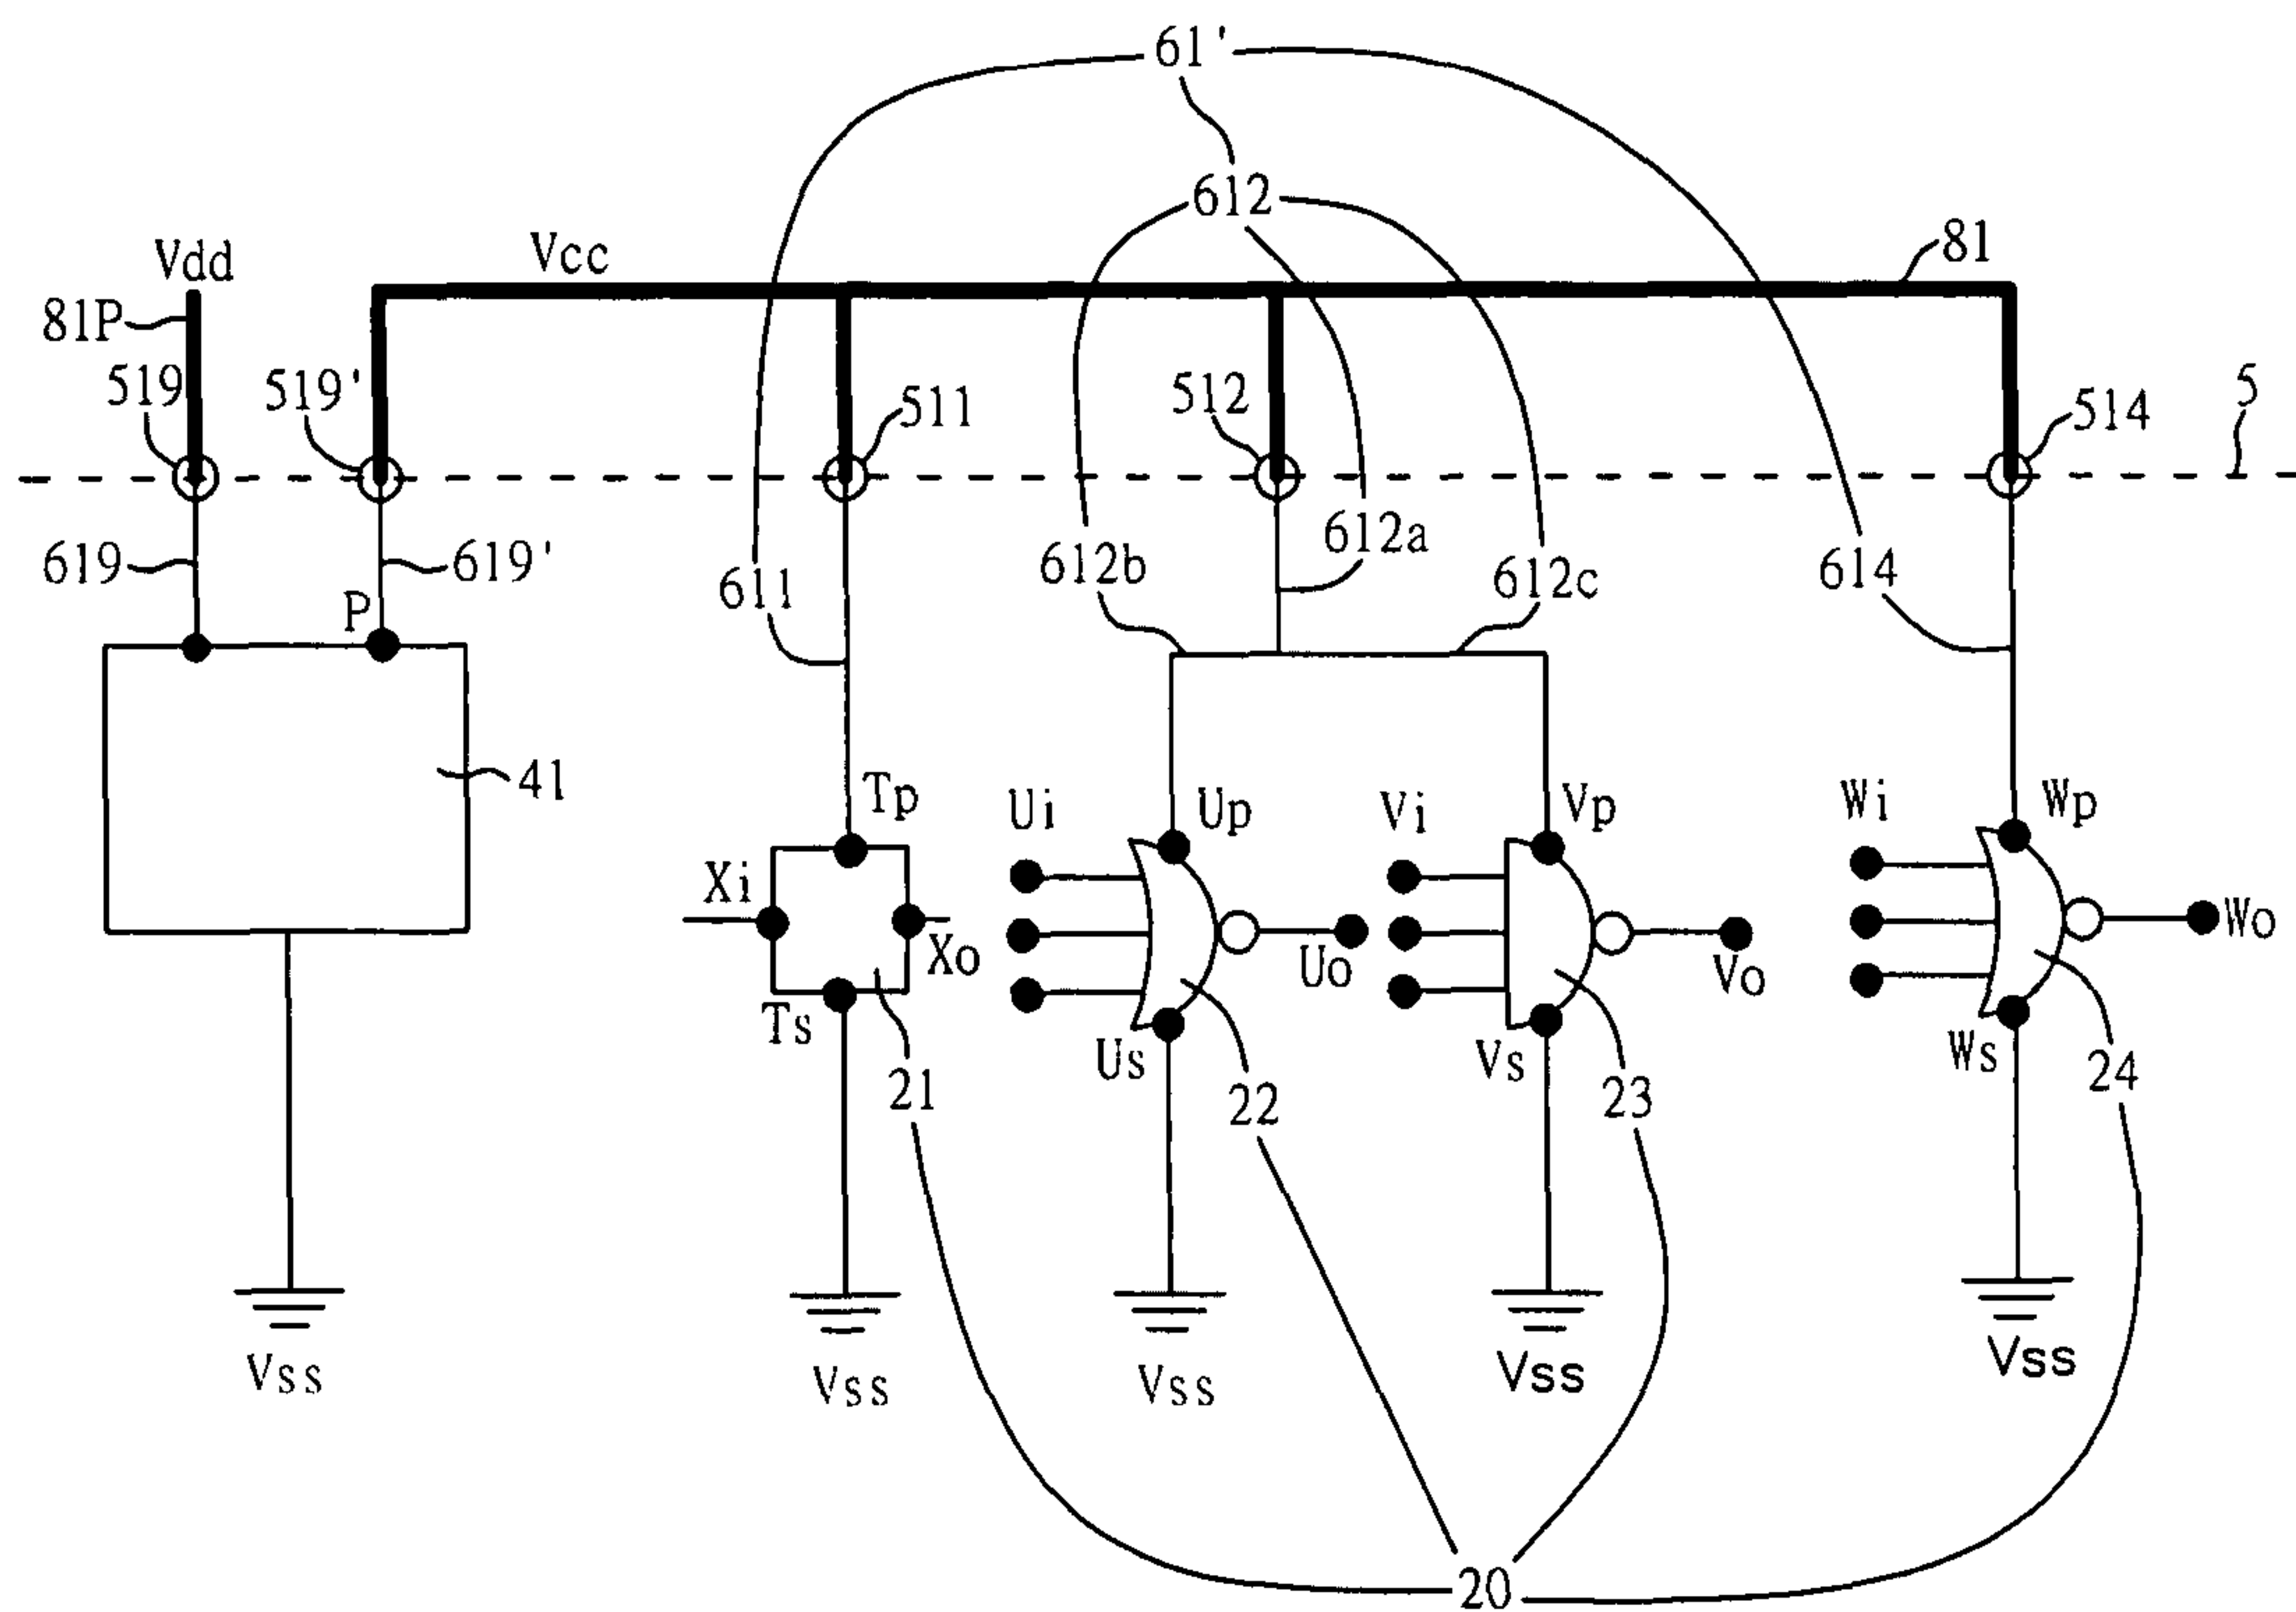 61'
612
Vdd
Vcc
81
81P
519
519'
511
512
514
5
619
619'
611
612b
612a
612c
614
P
41
Tp
Ui
Up
Vi
Vp
Wi
Wp
Xi
Xo
Uo
Vo
Wo
Ts
Us
Vs
Ws
21
22
23
24
Vss
Vss
Vss
Vss
Vss
20